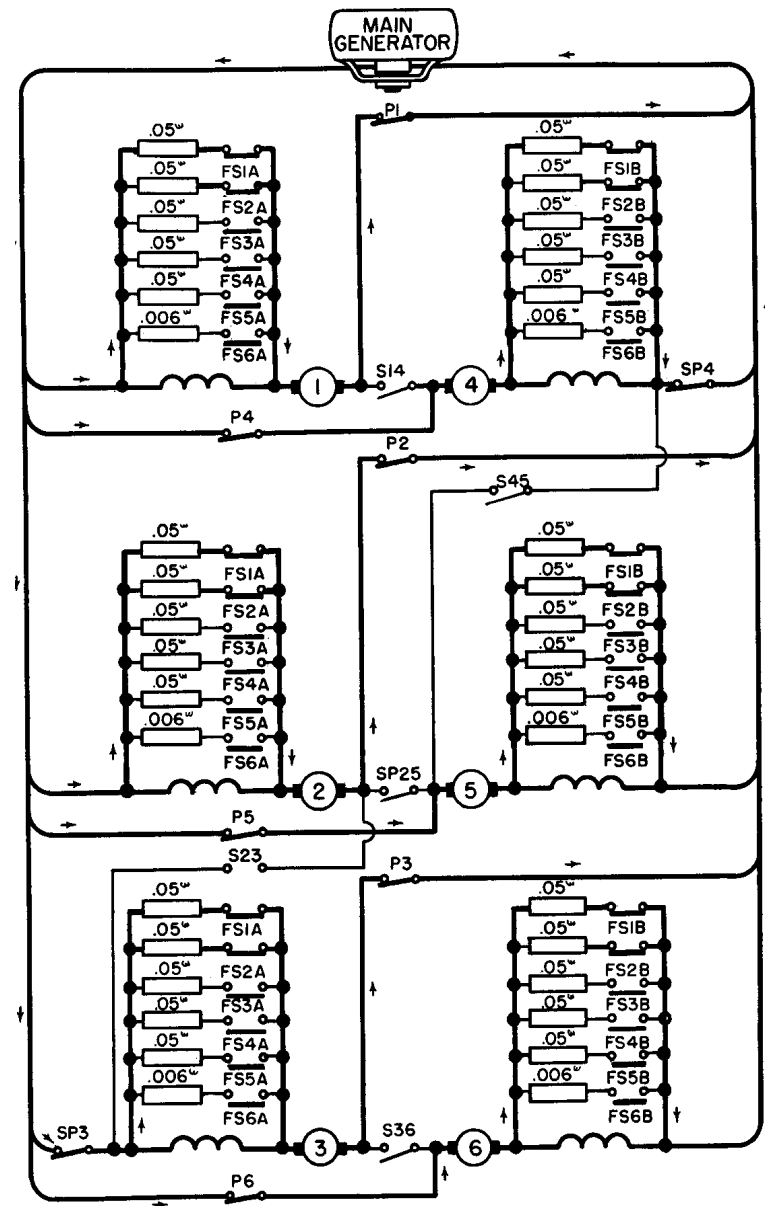 MAIN
GENERATOR
P1
.05ω
FS1A
.05ω
FS2A
.05ω
FS3A
.05ω
FS4A
.05ω
FS5A
.006ω
FS6A
.05ω
FS1B
.05ω
FS2B
.05ω
FS3B
.05ω
FS4B
.05ω
FS5B
.006ω
FS6B
1
S14
4
SP4
P4
P2
S45
.05ω
FS1A
.05ω
FS2A
.05ω
FS3A
.05ω
FS4A
.05ω
FS5A
.006ω
FS6A
.05ω
FS1B
.05ω
FS2B
.05ω
FS3B
.05ω
FS4B
.05ω
FS5B
.006ω
FS6B
2
SP25
5
P5
S23
P3
.05ω
FS1A
.05ω
FS2A
.05ω
FS3A
.05ω
FS4A
.05ω
FS5A
.006ω
FS6A
.05ω
FS1B
.05ω
FS2B
.05ω
FS3B
.05ω
FS4B
.05ω
FS5B
.006ω
FS6B
SP3
3
S36
6
P6